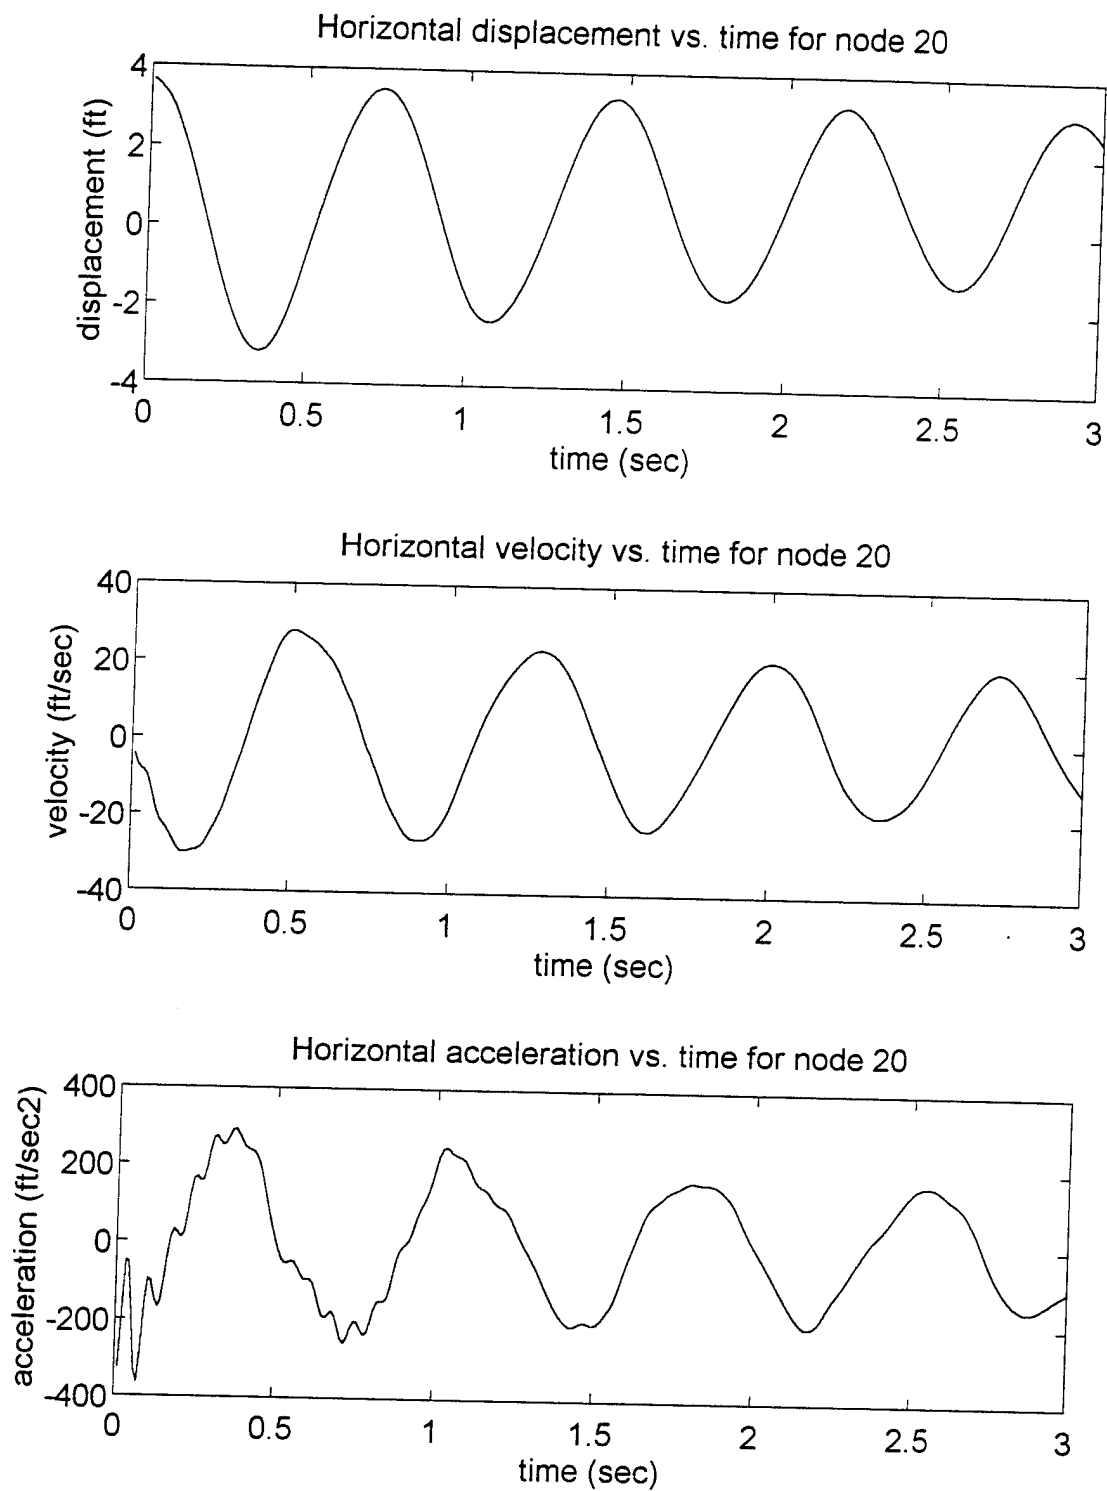 Horizontal displacement vs. time for node 20
displacement (ft)
4
2
0
-2
-4
0 0.5 1 1.5 2 2.5 3
time (sec)
Horizontal velocity vs. time for node 20
velocity (ft/sec)
40
20
0
-20
-40
0 0.5 1 1.5 2 2.5 3
time (sec)
Horizontal acceleration vs. time for node 20
acceleration (ft/sec2)
400
200
0
-200
-400
0 0.5 1 1.5 2 2.5 3
time (sec)